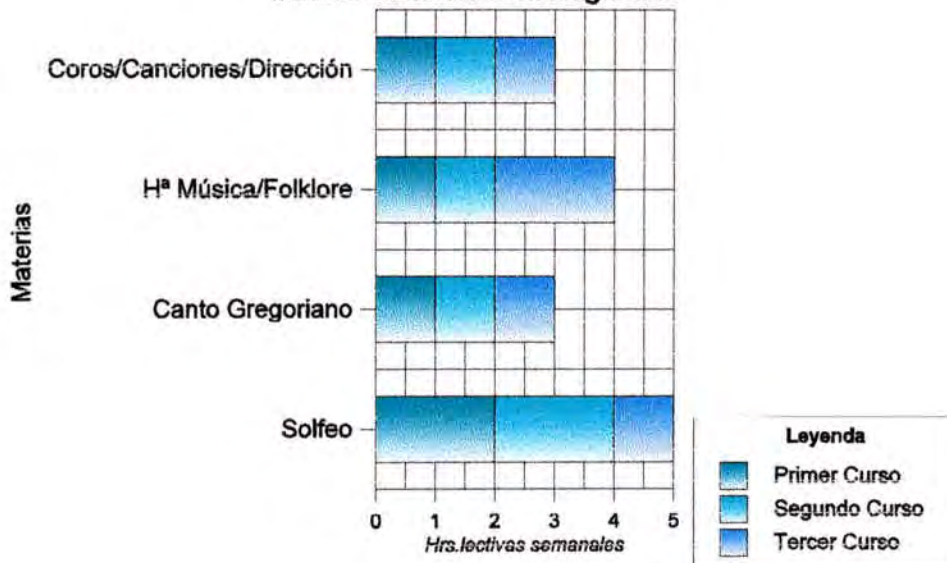 Coros/Canciones/Dirección
Hª Música/Folklore
Canto Gregoriano
Solfeo
Materias
0 1 2 3 4 5
Hrs.lectivas semanales
Leyenda
Primer Curso
Segundo Curso
Tercer Curso